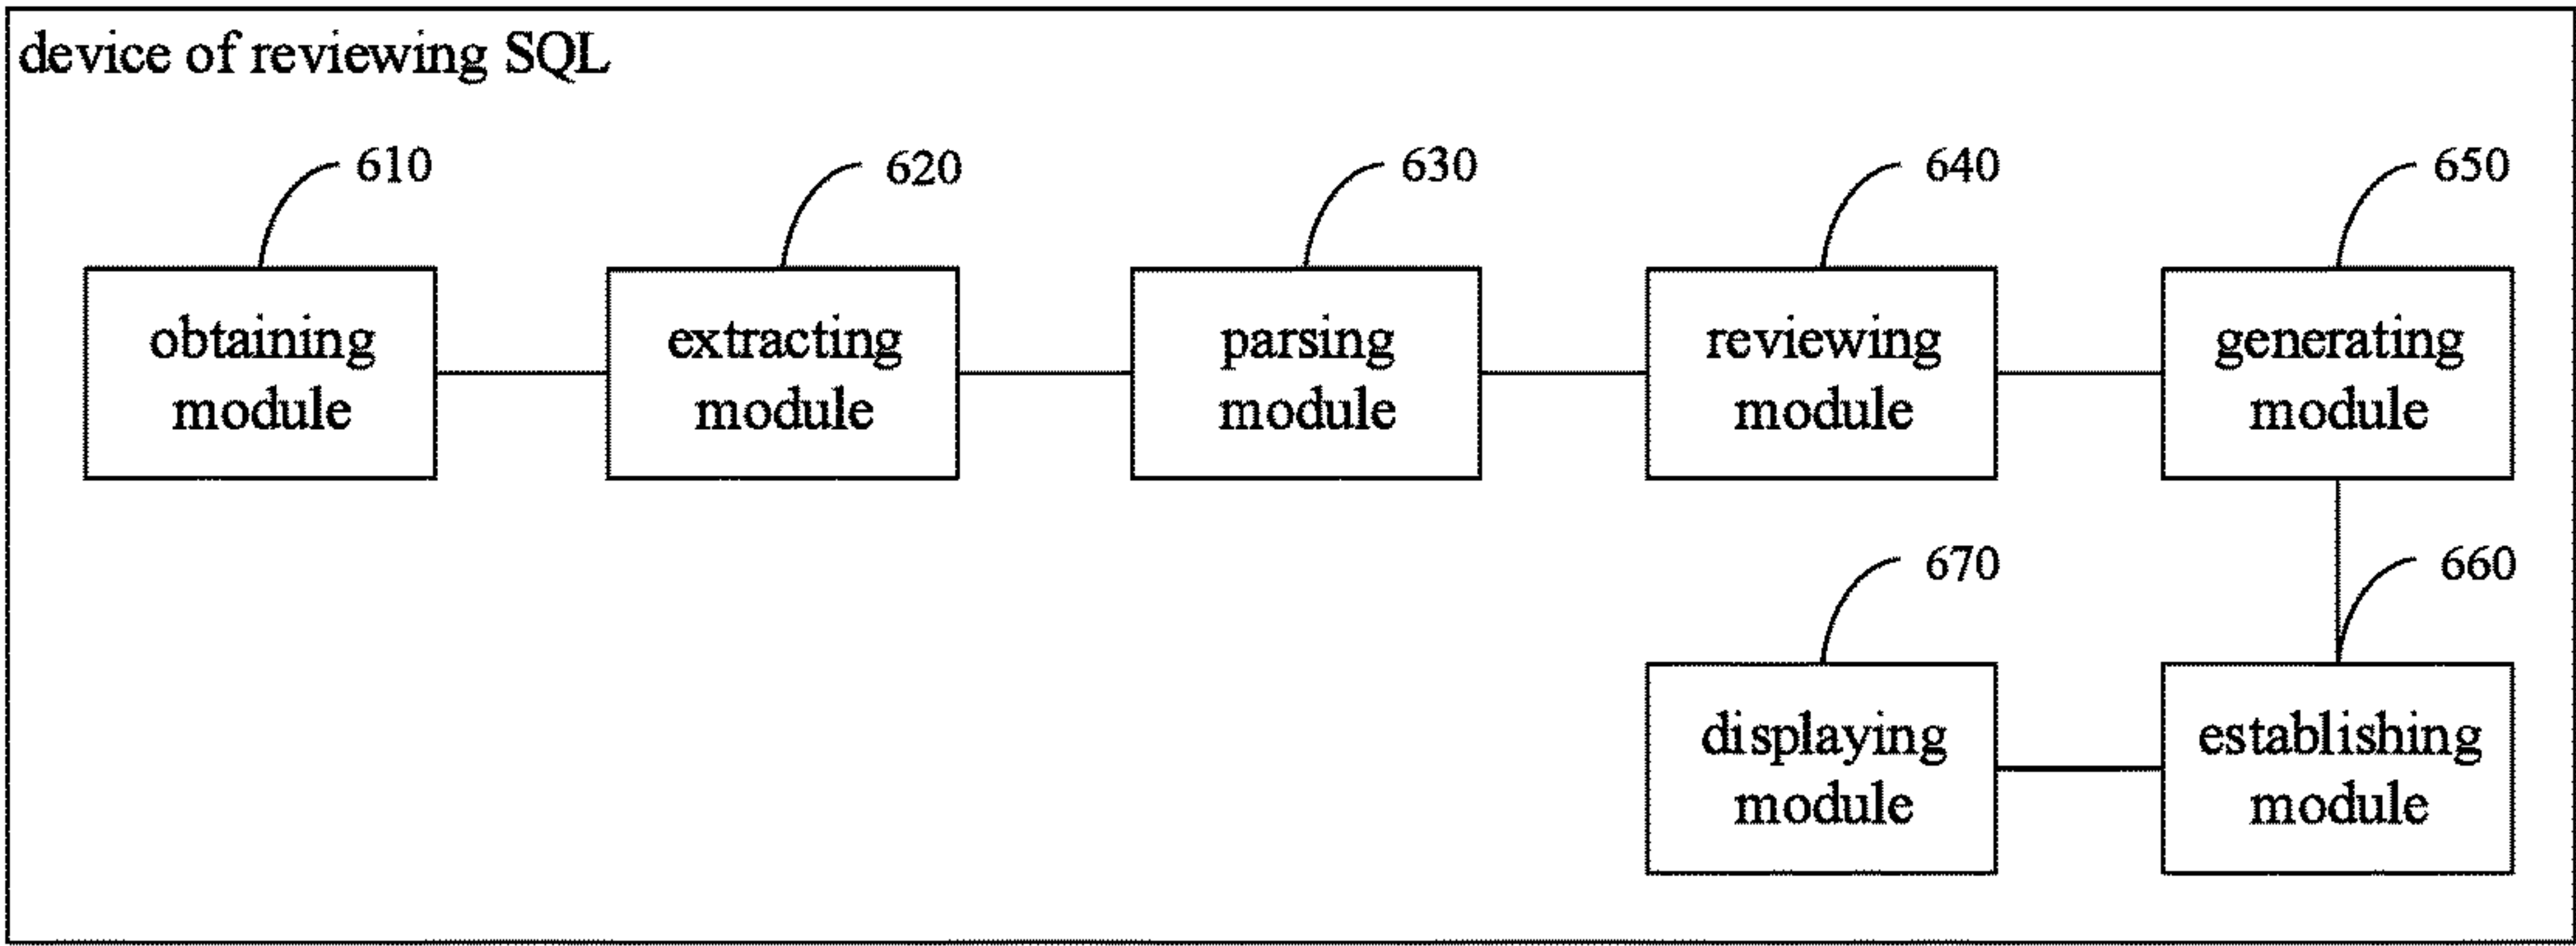 device of reviewing SQL
610
620
630
640
650
obtaining
module
extracting
module
parsing
module
reviewing
module
generating
module
670
660
displaying
module
establishing
module